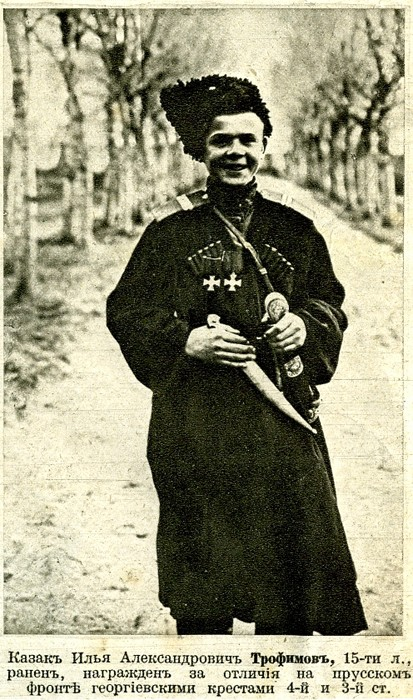 Казакъ Илья Александровичъ Трофимовъ, 15-ти л.,
раненъ, награжденъ за отличія на прусскомъ
фронтѣ георгіевскими крестами 4-й и 3-й ст.